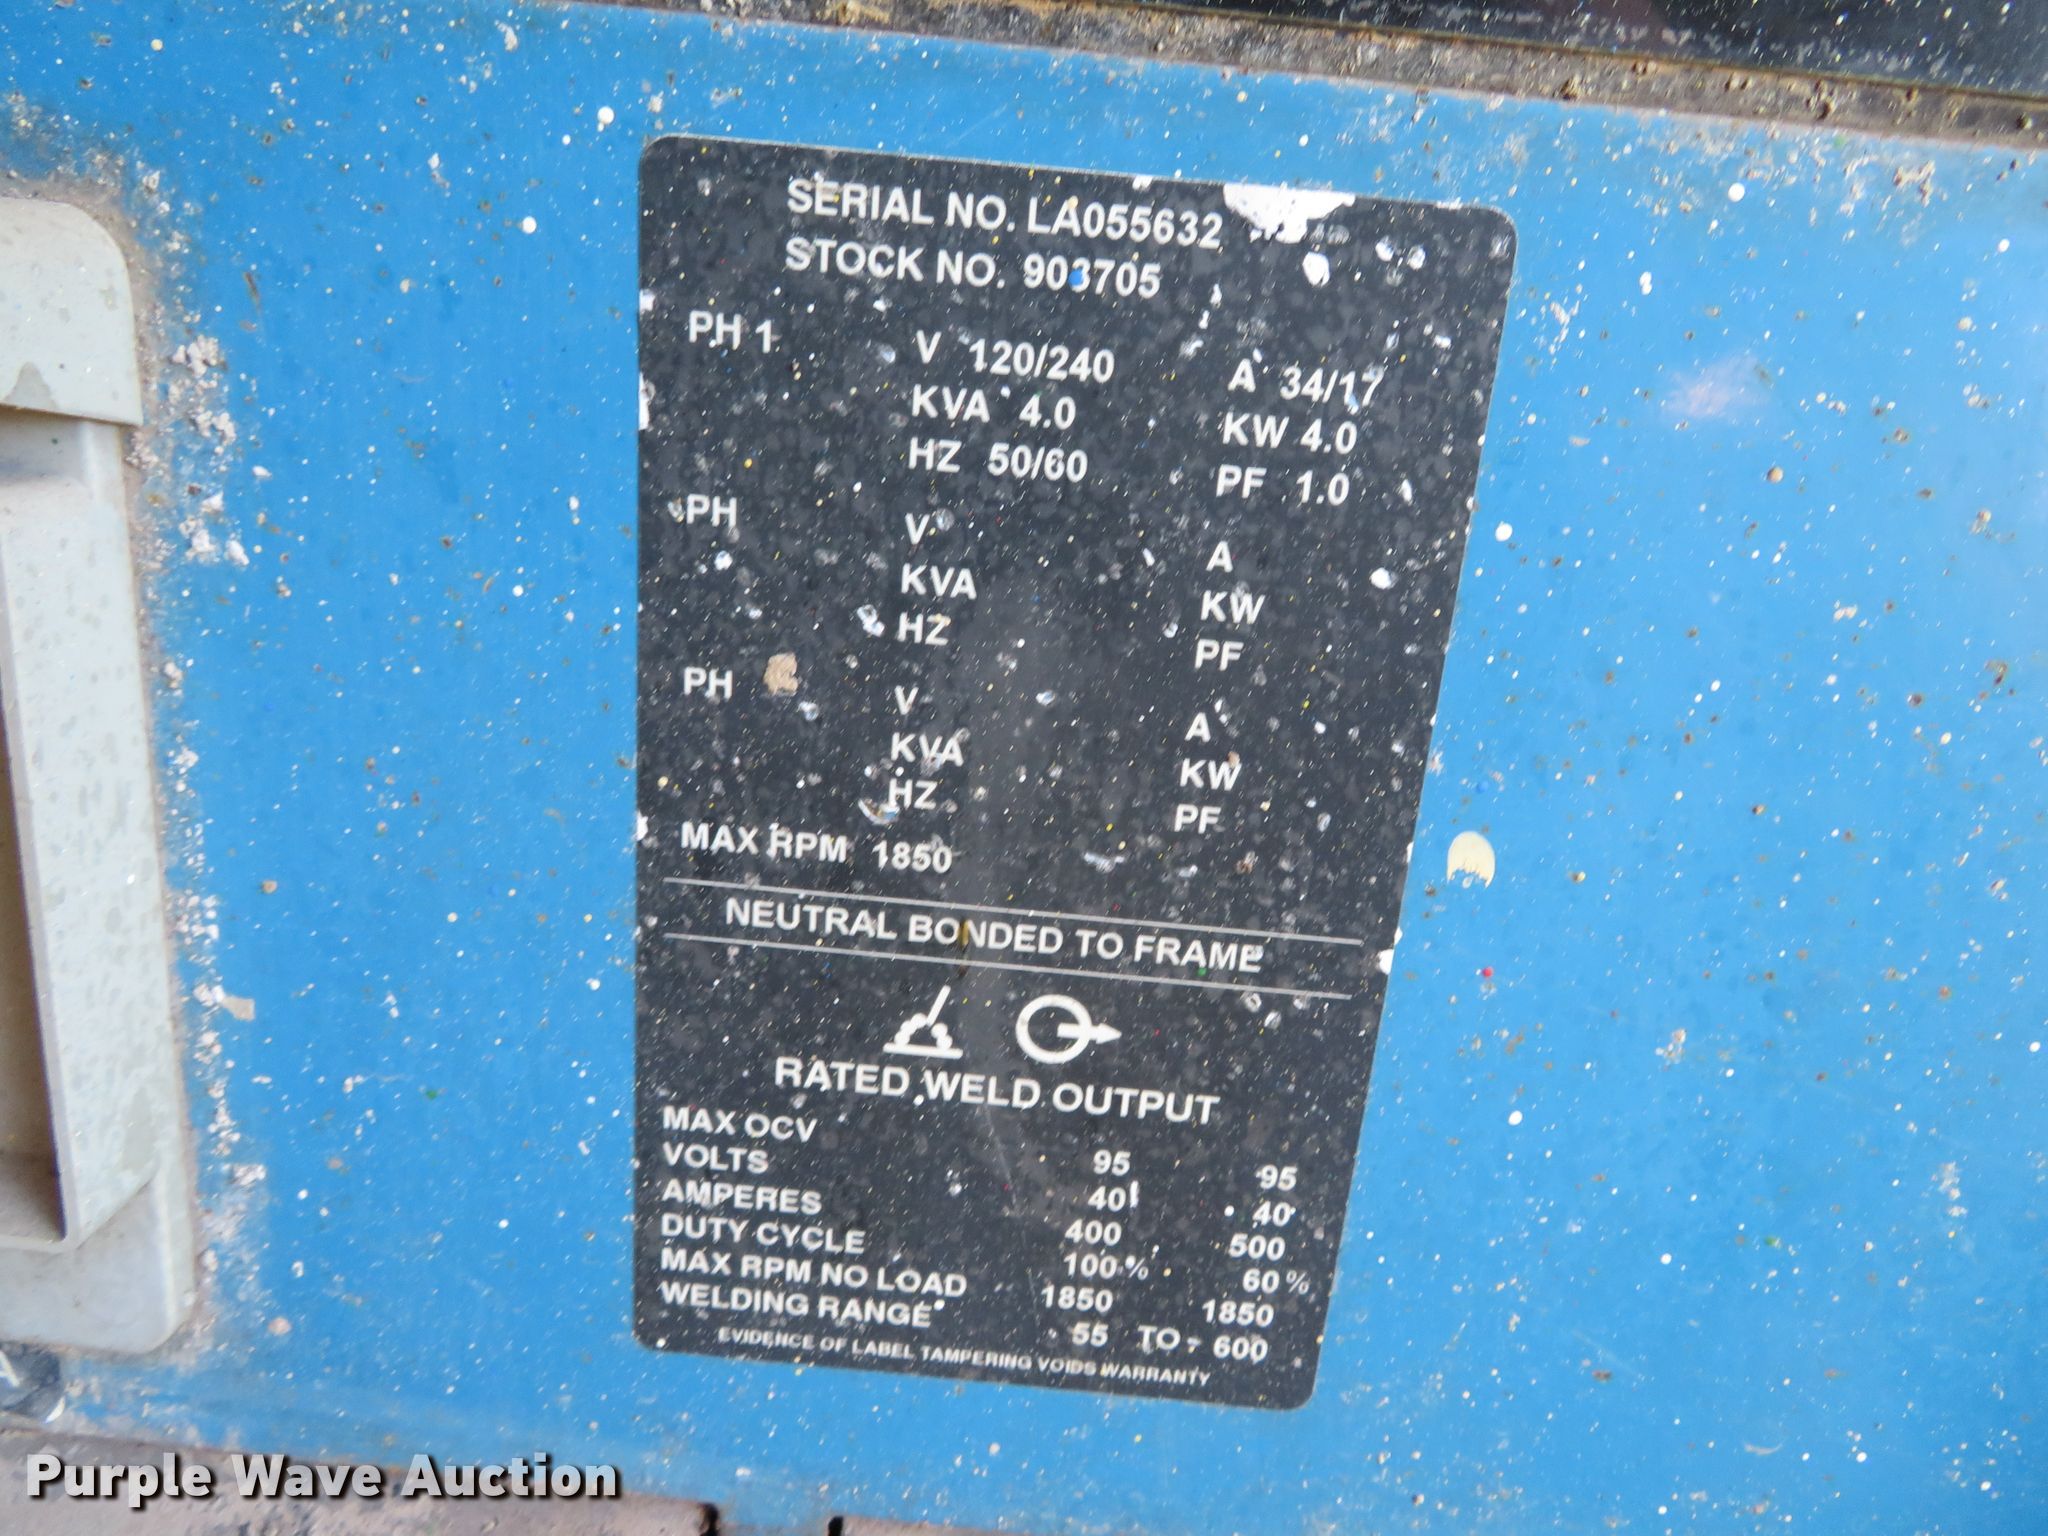 SERIAL NO. LA055632
STOCK NO. 903705
PH 1 V 120/240 A 34/17
KVA 4.0 KW 4.0
HZ 50/60 PF 1.0
PH V A
KVA KW
HZ PF
PH V A
KVA KW
HZ PF
MAX RPM 1850
NEUTRAL BONDED TO FRAME
RATED WELD OUTPUT
MAX OCV 95 95
VOLTS 40 40
AMPERES 400 500
DUTY CYCLE 100 % 60 %
MAX RPM NO LOAD 1850 1850
WELDING RANGE 55 TO 600
EVIDENCE OF LABEL TAMPERING VOIDS WARRANTY
Purple Wave Auction